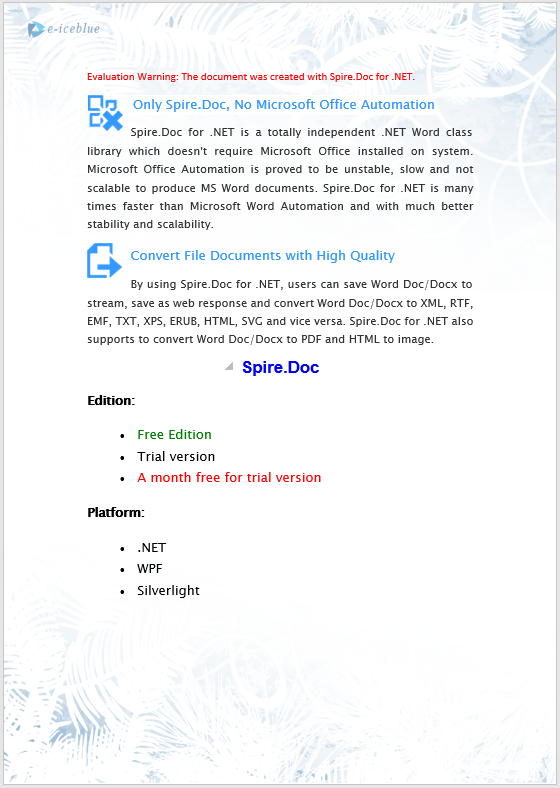 e-iceblue
Evaluation Warning: The document was created with Spire.Doc for .NET.
Only Spire.Doc, No Microsoft Office Automation
Spire.Doc for .NET is a totally independent .NET Word class
library which doesn't require Microsoft Office installed on system.
Microsoft Office Automation is proved to be unstable, slow and not
scalable to produce MS Word documents. Spire.Doc for .NET is many
times faster than Microsoft Word Automation and with much better
stability and scalability.
Convert File Documents with High Quality
By using Spire.Doc for .NET, users can save Word Doc/Docx to
stream, save as web response and convert Word Doc/Docx to XML, RTF,
EMF, TXT, XPS, ERUB, HTML, SVG and vice versa. Spire.Doc for .NET also
supports to convert Word Doc/Docx to PDF and HTML to image.
Spire.Doc
Edition:
• Free Edition
• Trial version
• A month free for trial version
Platform:
• .NET
• WPF
• Silverlight